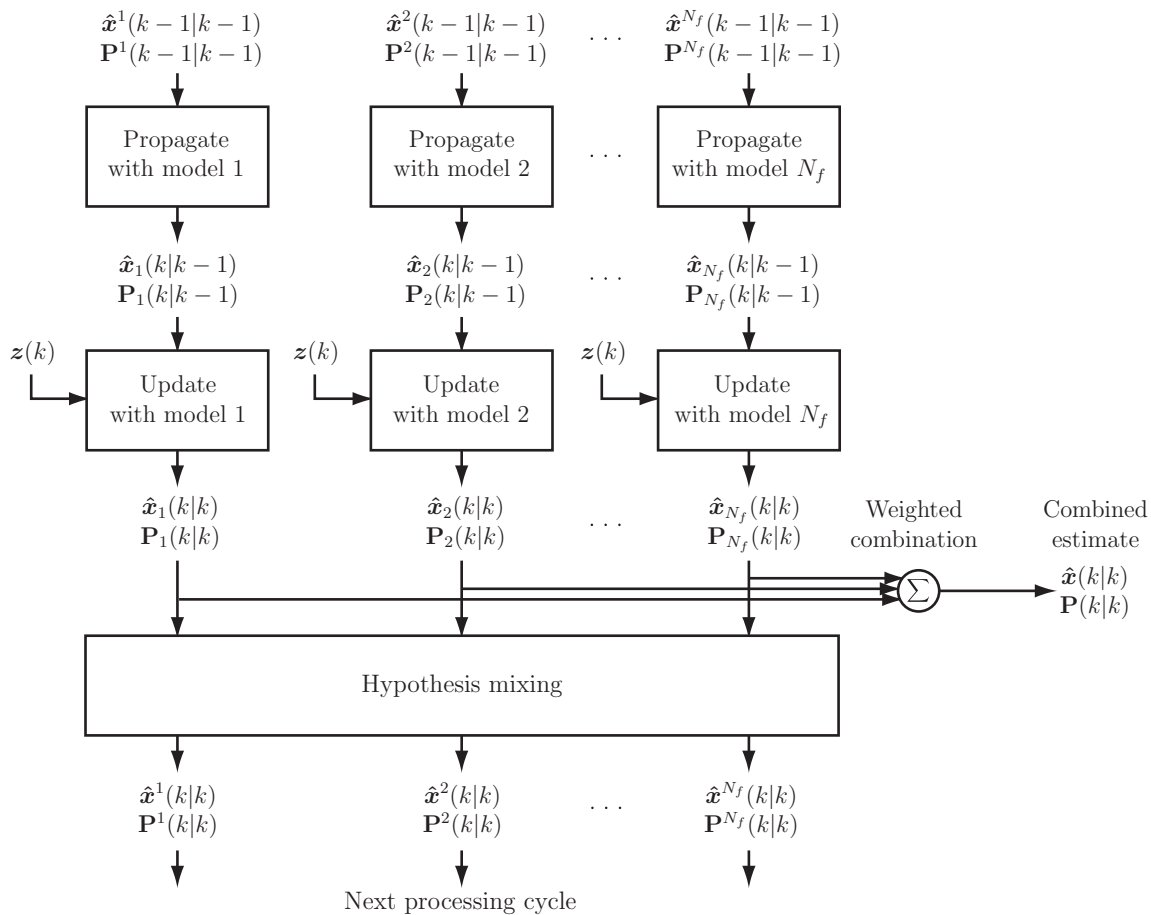 x̂¹(k − 1|k − 1) x̂²(k − 1|k − 1) . . . x̂^{N_f}(k − 1|k − 1)
P¹(k − 1|k − 1) P²(k − 1|k − 1) P^{N_f}(k − 1|k − 1)
Propagate Propagate . . . Propagate
with model 1 with model 2 with model N_f
x̂₁(k|k − 1) x̂₂(k|k − 1) . . . x̂_{N_f}(k|k − 1)
P₁(k|k − 1) P₂(k|k − 1) P_{N_f}(k|k − 1)
z(k) z(k) z(k)
Update Update Update
with model 1 with model 2 with model N_f
x̂₁(k|k) x̂₂(k|k) . . . x̂_{N_f}(k|k)
P₁(k|k) P₂(k|k) P_{N_f}(k|k)
Weighted
combination
Combined
estimate
Σ
x̂(k|k)
P(k|k)
Hypothesis mixing
x̂¹(k|k) x̂²(k|k) . . . x̂^{N_f}(k|k)
P¹(k|k) P²(k|k) P^{N_f}(k|k)
Next processing cycle